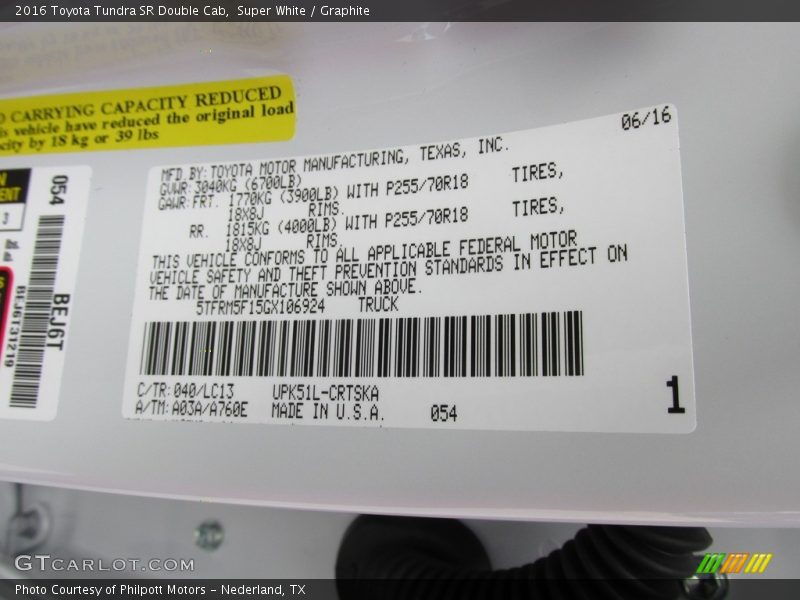 2016 Toyota Tundra SR Double Cab, Super White / Graphite
CARRYING CAPACITY REDUCED
vehicle have reduced the original load
by 18 kg or 39 lbs
054
BEJ6T
BEJ6T31219
3
06/16
MFD.BY:TOYOTA MOTOR MANUFACTURING, TEXAS, INC.
GVWR:3040KG (6700LB)
GAWR:FRT. 1770KG (3900LB) WITH P255/70R18 TIRES,
18X8J RIMS.
RR. 1815KG (4000LB) WITH P255/70R18 TIRES,
18X8J RIMS.
THIS VEHICLE CONFORMS TO ALL APPLICABLE FEDERAL MOTOR
VEHICLE SAFETY AND THEFT PREVENTION STANDARDS IN EFFECT ON
THE DATE OF MANUFACTURE SHOWN ABOVE.
5TFRM5F15GX106924 TRUCK
C/TR:040/LC13 UPK51L-CRTSKA
A/TM:A03A/A760E MADE IN U.S.A. 054
1
GTCARLOT.COM
Photo Courtesy of Philpott Motors - Nederland, TX